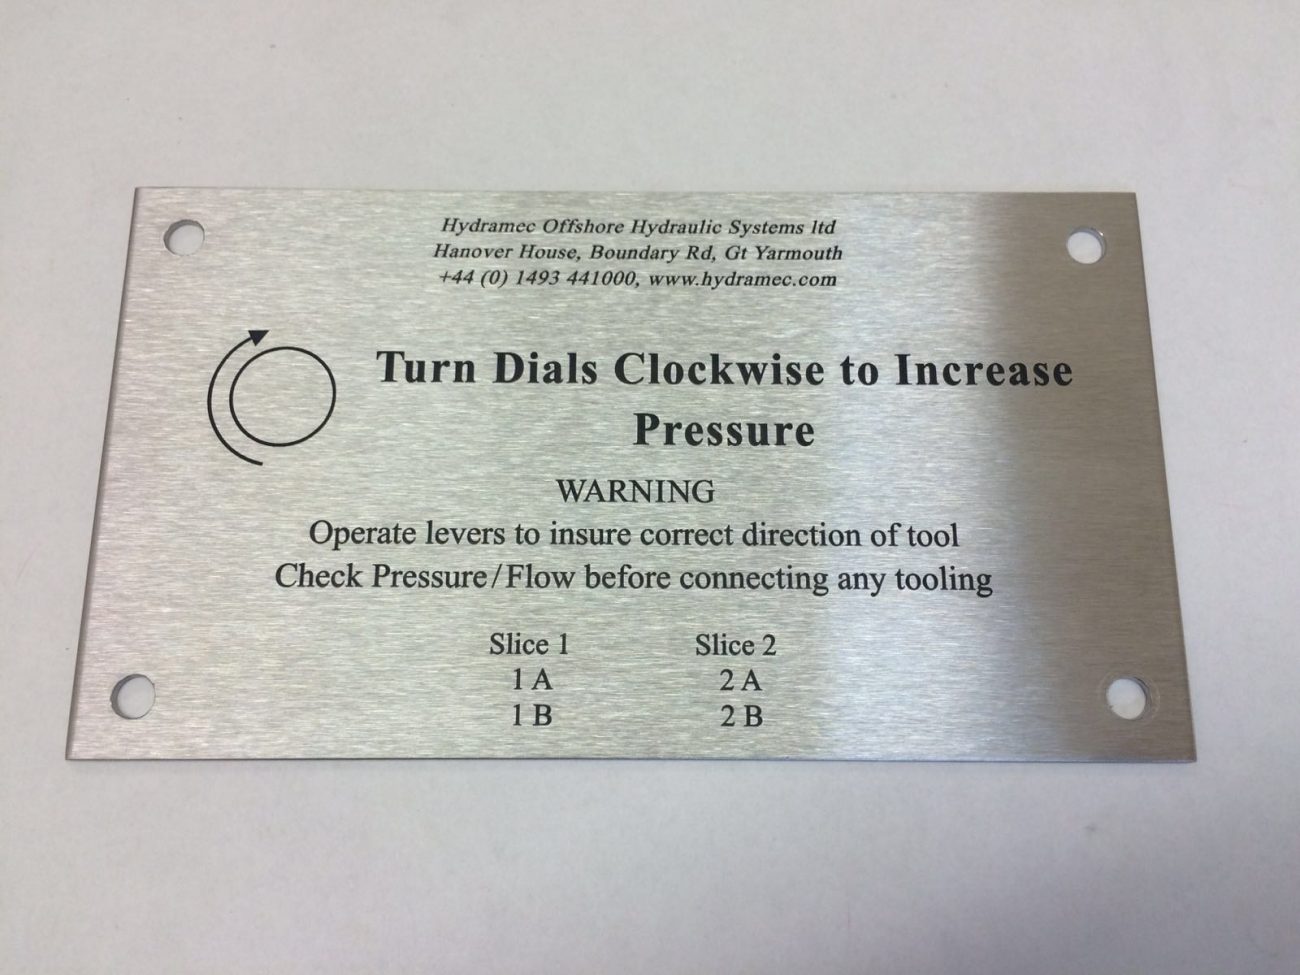 Hydramec Offshore Hydraulic Systems ltd
Hanover House, Boundary Rd, Gt Yarmouth
+44 (0) 1493 441000, www.hydramec.com
Turn Dials Clockwise to Increase
Pressure
WARNING
Operate levers to insure correct direction of tool
Check Pressure/Flow before connecting any tooling
Slice 1 Slice 2
1 A 2 A
1 B 2 B